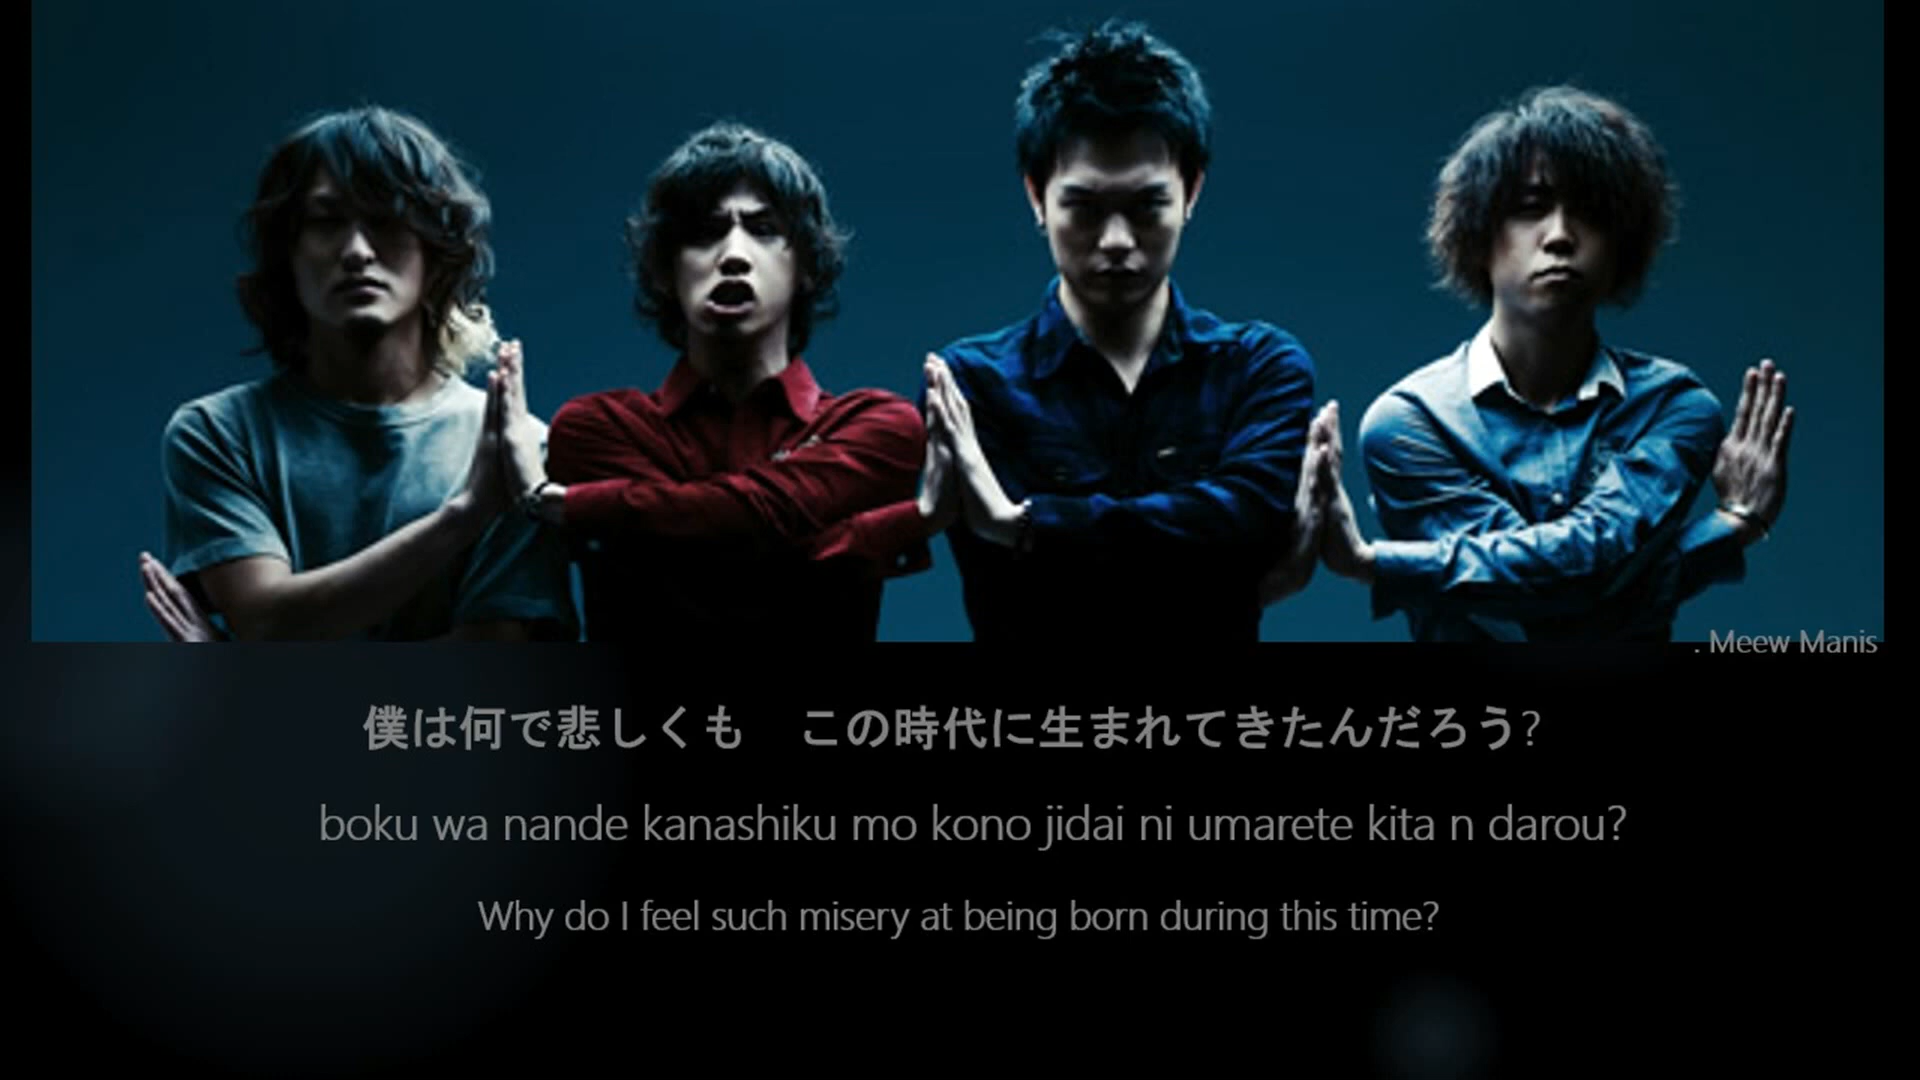 . Meew Manis
僕は何で悲しくも　この時代に生まれてきたんだろう?
boku wa nande kanashiku mo kono jidai ni umarete kita n darou?
Why do I feel such misery at being born during this time?